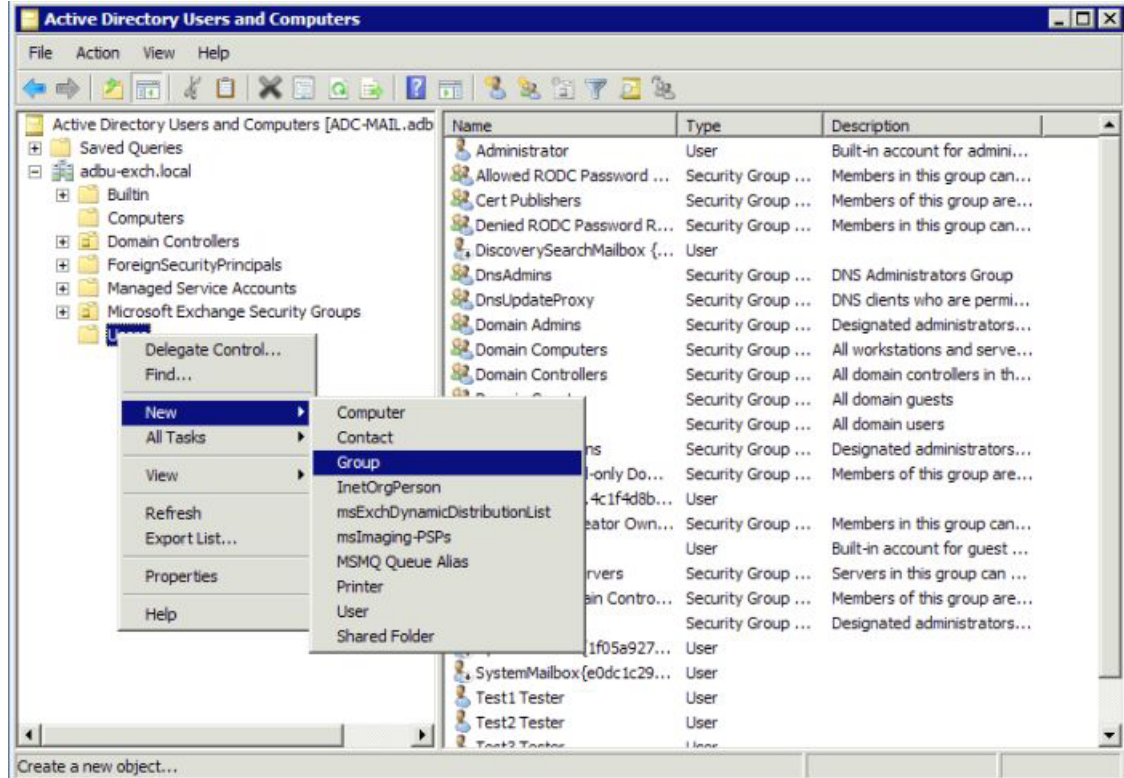 Active Directory Users and Computers
File Action View Help
Active Directory Users and Computers [ADC-MAIL.adb
Saved Queries
adbu-exch.local
Builtin
Computers
Domain Controllers
ForeignSecurityPrincipals
Managed Service Accounts
Microsoft Exchange Security Groups
Users
Delegate Control...
Find...
New
All Tasks
View
Refresh
Export List...
Properties
Help
Computer
Contact
Group
InetOrgPerson
msExchDynamicDistributionList
msImaging-PSPs
MSMQ Queue Alias
Printer
User
Shared Folder
Name Type Description
Administrator User Built-in account for admini...
Allowed RODC Password ... Security Group ... Members in this group can...
Cert Publishers Security Group ... Members of this group are...
Denied RODC Password R... Security Group ... Members in this group can...
DiscoverySearchMailbox {... User
DnsAdmins Security Group ... DNS Administrators Group
DnsUpdateProxy Security Group ... DNS clients who are permi...
Domain Admins Security Group ... Designated administrators...
Domain Computers Security Group ... All workstations and serve...
Domain Controllers Security Group ... All domain controllers in th...
Security Group ... All domain guests
Security Group ... All domain users
ns Security Group ... Designated administrators...
l-only Do... Security Group ... Members of this group are...
.4c1f4d8b... User
eator Own... Security Group ... Members in this group can...
User Built-in account for guest ...
rvers Security Group ... Servers in this group can ...
ain Contro... Security Group ... Members of this group are...
Security Group ... Designated administrators...
{1f05a927... User
SystemMailbox{e0dc1c29... User
Test1 Tester User
Test2 Tester User
Test3 Tester User
Create a new object...